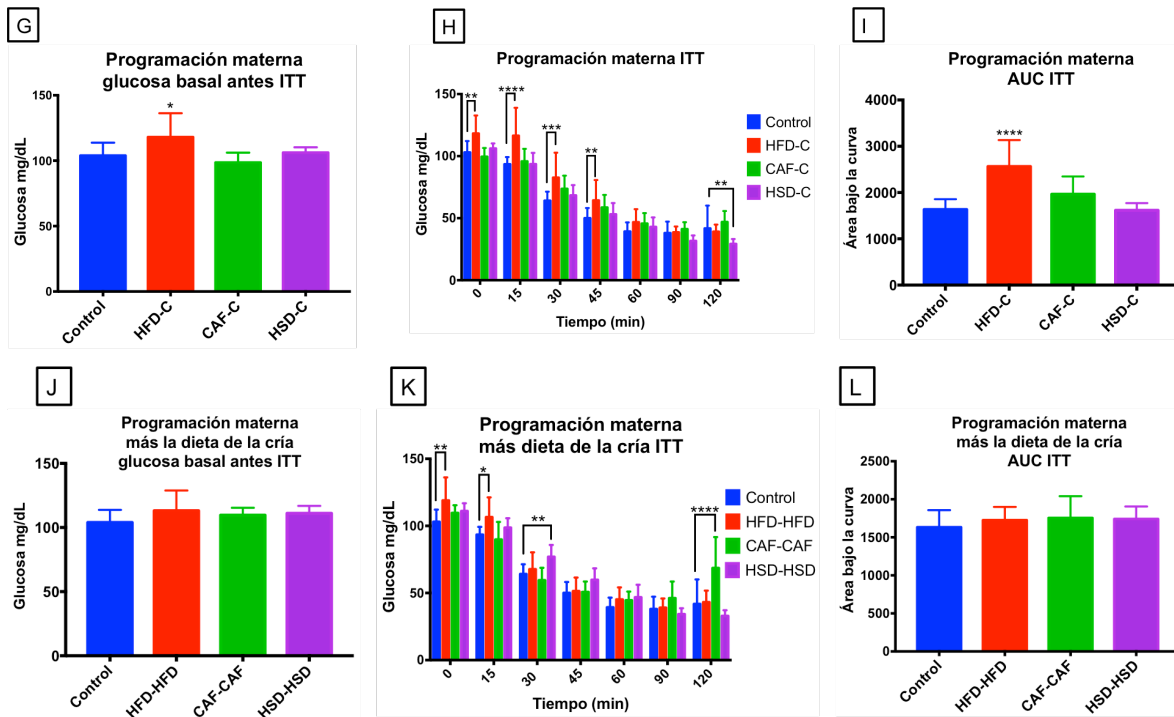 G
Programación materna
glucosa basal antes ITT
Glucosa mg/dL
150
100
50
0
*
Control
HFD-C
CAF-C
HSD-C
H
Programación materna ITT
Glucosa mg/dL
150
100
50
0
**
****
***
**
**
Control
HFD-C
CAF-C
HSD-C
0
15
30
45
60
90
120
Tiempo (min)
I
Programación materna
AUC ITT
Área bajo la curva
4000
3000
2000
1000
0
****
Control
HFD-C
CAF-C
HSD-C
J
Programación materna
más la dieta de la cría
glucosa basal antes ITT
Glucosa mg/dL
150
100
50
0
Control
HFD-HFD
CAF-CAF
HSD-HSD
K
Programación materna
más dieta de la cría ITT
Glucosa mg/dL
150
100
50
0
**
*
**
****
Control
HFD-HFD
CAF-CAF
HSD-HSD
0
15
30
45
60
90
120
Tiempo (min)
L
Programación materna
más la dieta de la cría
AUC ITT
Área bajo la curva
2500
2000
1500
1000
500
0
Control
HFD-HFD
CAF-CAF
HSD-HSD